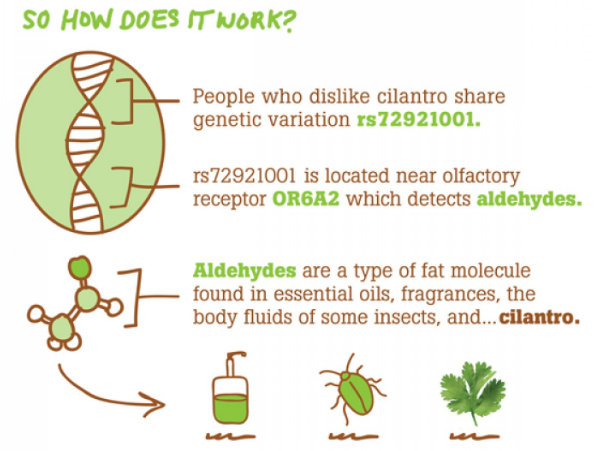 SO HOW DOES IT WORK?
People who dislike cilantro share
genetic variation rs72921001.
rs72921001 is located near olfactory
receptor OR6A2 which detects aldehydes.
Aldehydes are a type of fat molecule
found in essential oils, fragrances, the
body fluids of some insects, and...cilantro.